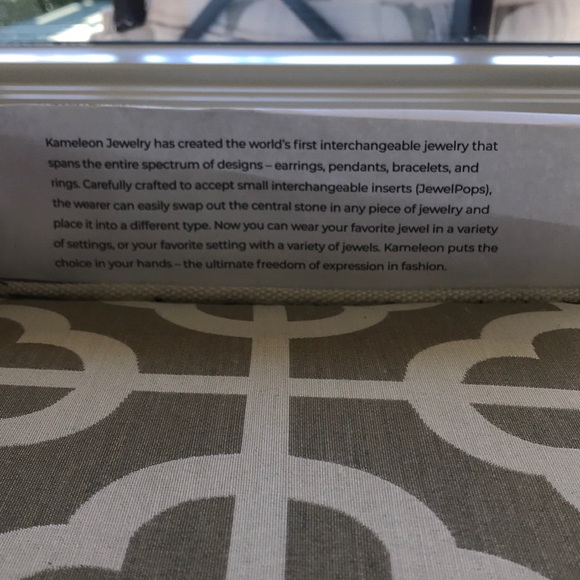 Kameleon Jewelry has created the world's first interchangeable jewelry that
spans the entire spectrum of designs – earrings, pendants, bracelets, and
rings. Carefully crafted to accept small interchangeable inserts (JewelPops),
the wearer can easily swap out the central stone in any piece of jewelry and
place it into a different type. Now you can wear your favorite jewel in a variety
of settings, or your favorite setting with a variety of jewels. Kameleon puts the
choice in your hands – the ultimate freedom of expression in fashion.